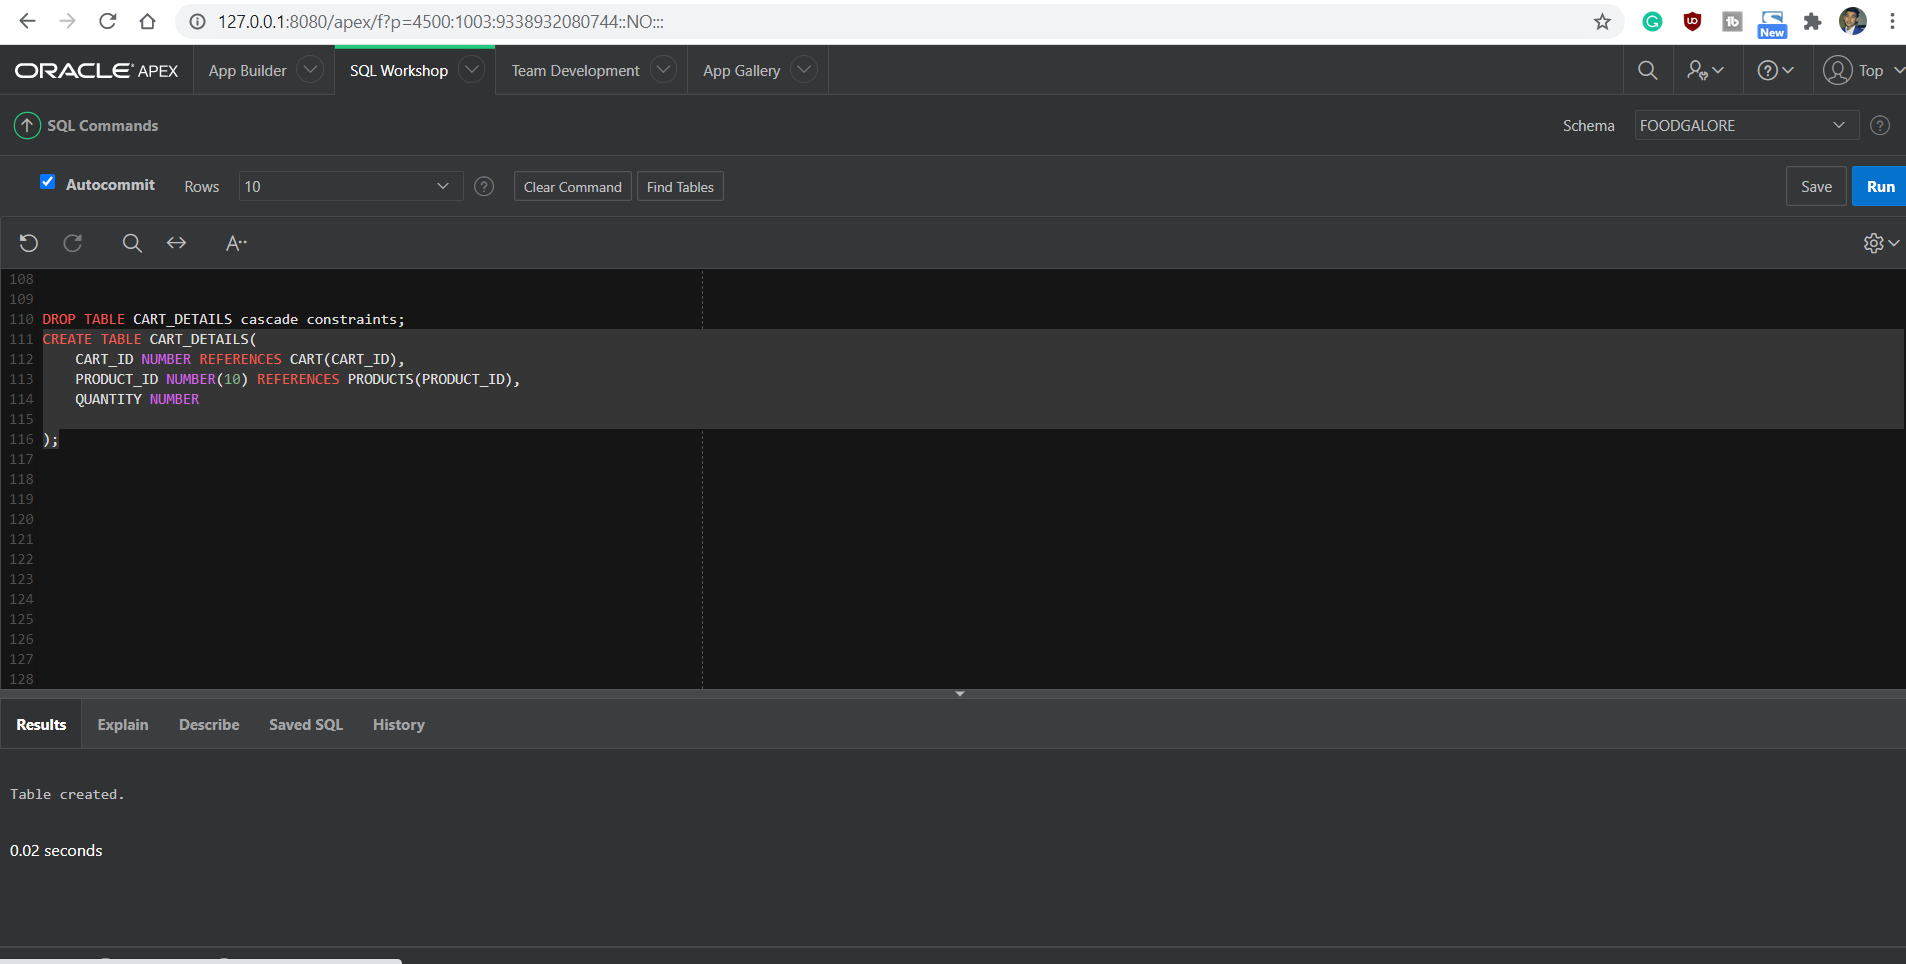 127.0.0.1:8080/apex/f?p=4500:1003:9338932080744::NO:::
New
ORACLE APEX
App Builder
SQL Workshop
Team Development
App Gallery
Top
SQL Commands
Schema
FOODGALORE
Autocommit
Rows
10
Clear Command
Find Tables
Save
Run
108
109
110 DROP TABLE CART_DETAILS cascade constraints;
111 CREATE TABLE CART_DETAILS(
112 CART_ID NUMBER REFERENCES CART(CART_ID),
113 PRODUCT_ID NUMBER(10) REFERENCES PRODUCTS(PRODUCT_ID),
114 QUANTITY NUMBER
115
116 );
117
118
119
120
121
122
123
124
125
126
127
128
Results
Explain
Describe
Saved SQL
History
Table created.
0.02 seconds